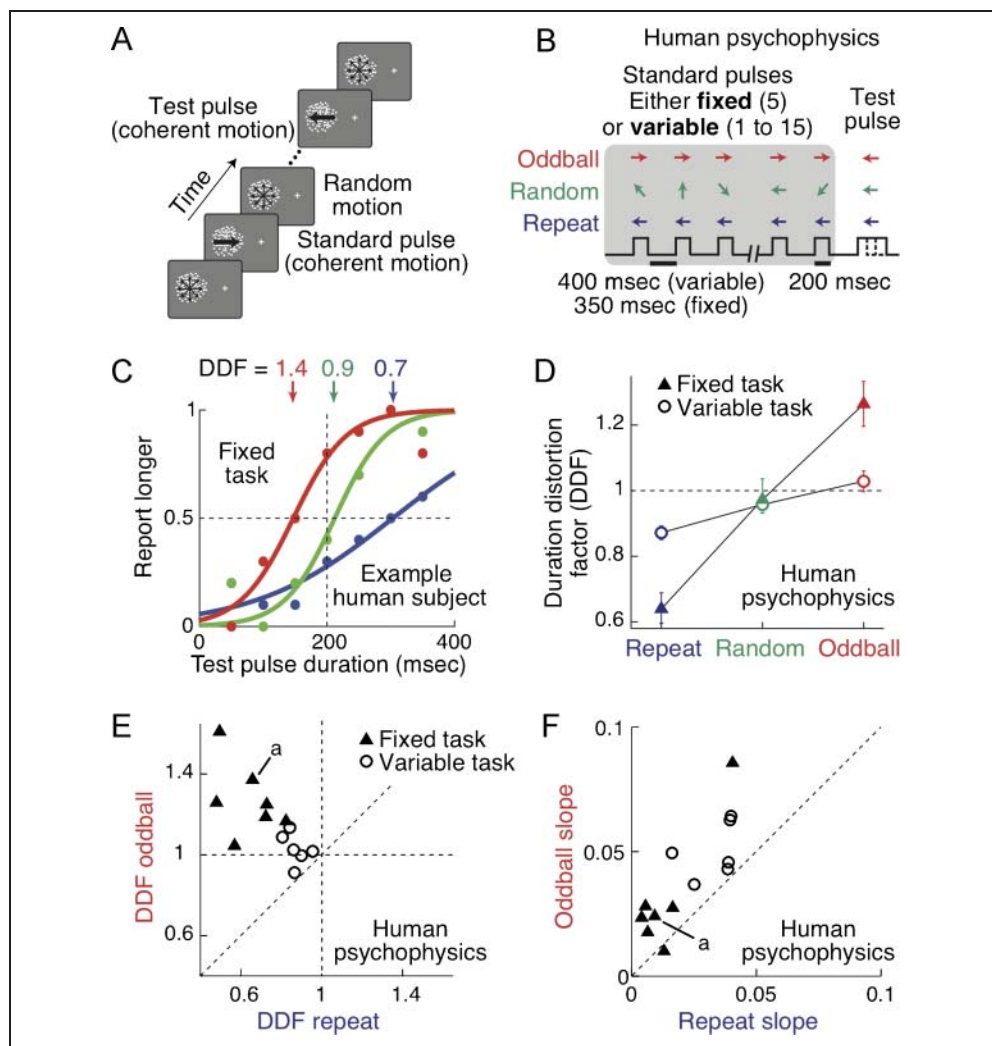 A
Test pulse
(coherent motion)
Time
Random
motion
Standard pulse
(coherent motion)
B
Human psychophysics
Standard pulses
Either fixed (5)
or variable (1 to 15)
Test
pulse
Oddball
Random
Repeat
400 msec (variable)
350 msec (fixed)
200 msec
C
DDF = 1.4 0.9 0.7
1
0.5
0
Report longer
Fixed
task
Example
human subject
0 200 400
Test pulse duration (msec)
D
Fixed task
Variable task
1.2
1
0.8
0.6
Duration distortion
factor (DDF)
Human
psychophysics
Repeat Random Oddball
E
Fixed task
Variable task
a
1.4
1
0.6
DDF oddball
Human
psychophysics
0.6 1 1.4
DDF repeat
F
0.1
0.05
0
Oddball slope
a
Human
psychophysics
0 0.05 0.1
Repeat slope